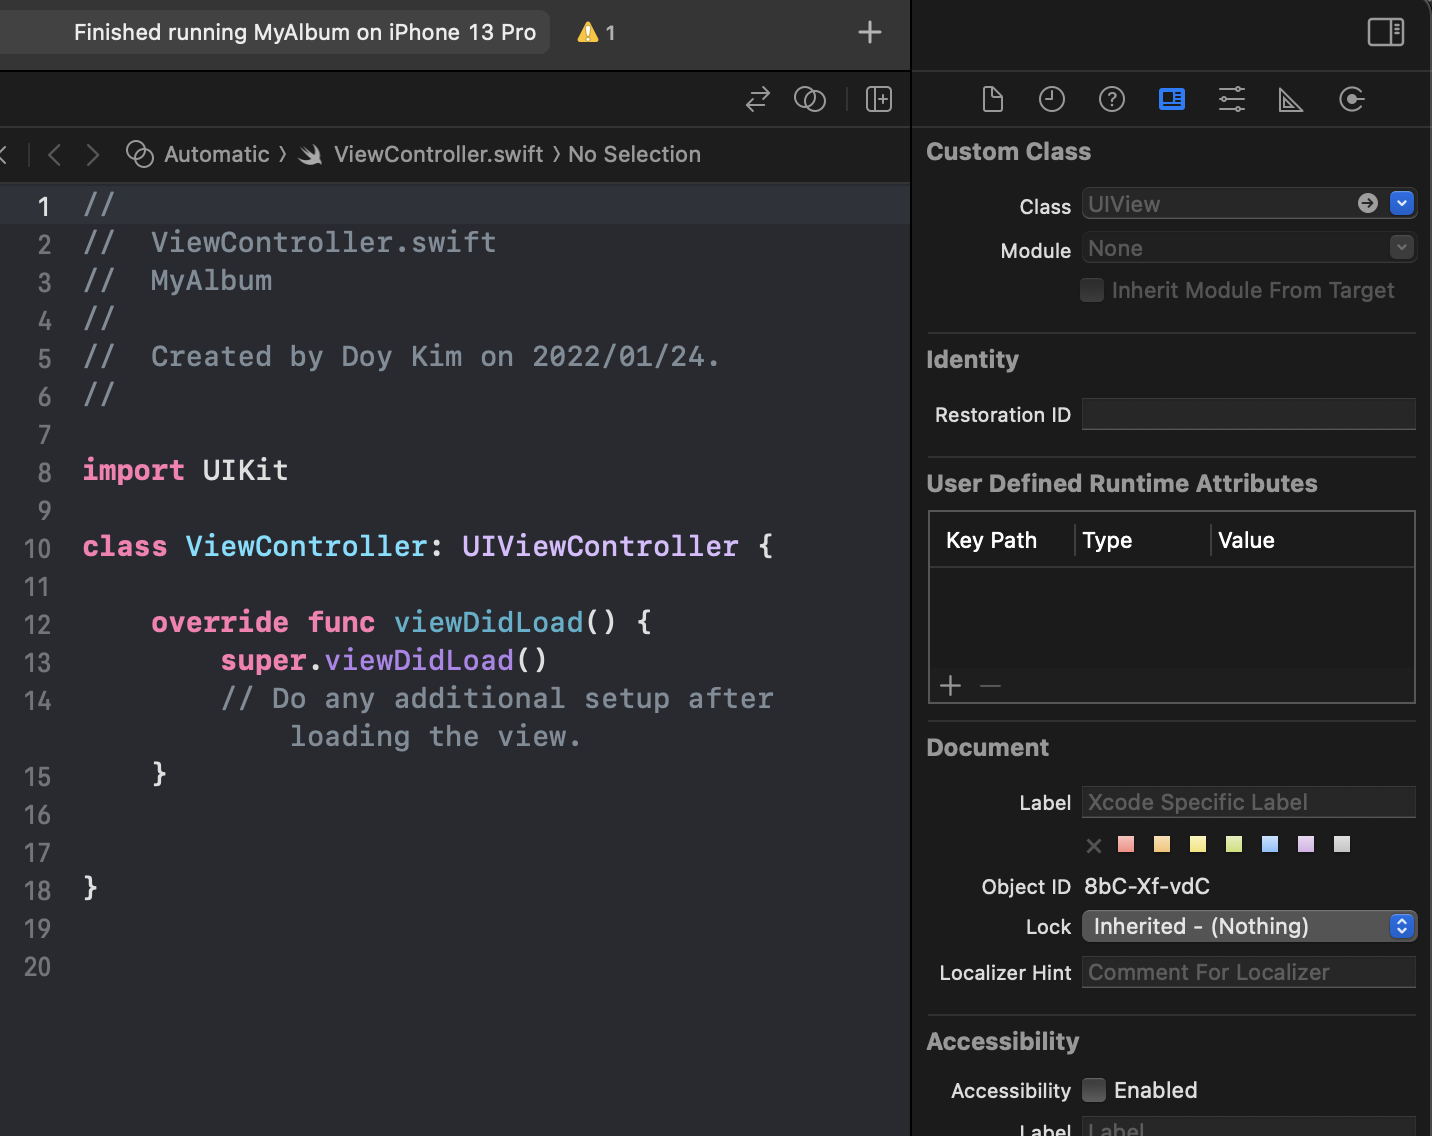 Finished running MyAlbum on iPhone 13 Pro
1
Automatic
ViewController.swift
No Selection
1 //
2 //  ViewController.swift
3 //  MyAlbum
4 //
5 //  Created by Doy Kim on 2022/01/24.
6 //
7
8 import UIKit
9
10 class ViewController: UIViewController {
11
12     override func viewDidLoad() {
13         super.viewDidLoad()
14         // Do any additional setup after
loading the view.
15     }
16
17
18 }
19
20
Custom Class
Class UIView
Module None
Inherit Module From Target
Identity
Restoration ID
User Defined Runtime Attributes
Key Path Type Value
Document
Label Xcode Specific Label
Object ID 8bC-Xf-vdC
Lock Inherited - (Nothing)
Localizer Hint Comment For Localizer
Accessibility
Accessibility Enabled
Label Label